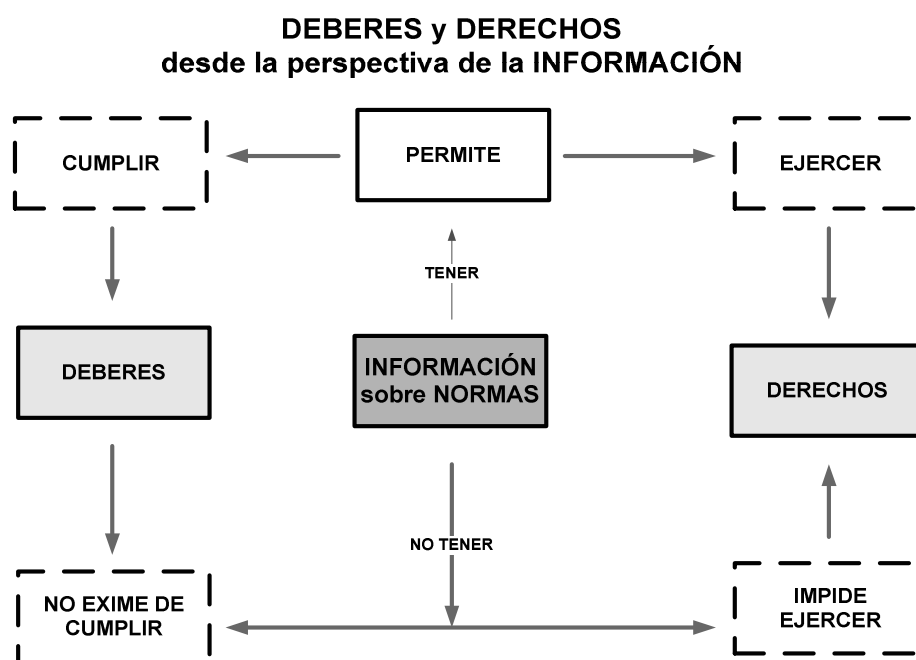 DEBERES y DERECHOS
desde la perspectiva de la INFORMACIÓN
CUMPLIR
PERMITE
EJERCER
TENER
DEBERES
INFORMACIÓN
sobre NORMAS
DERECHOS
NO TENER
NO EXIME DE
CUMPLIR
IMPIDE
EJERCER